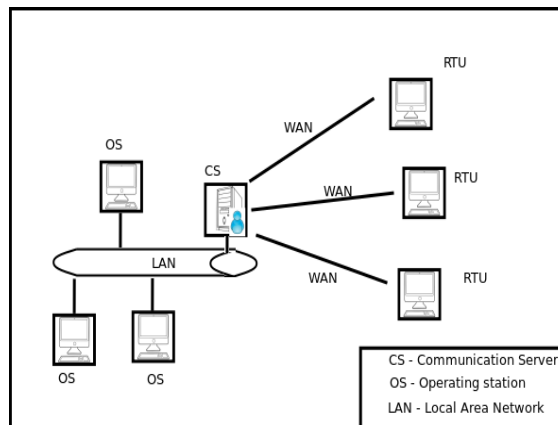 RTU
WAN
OS
CS
WAN
RTU
LAN
WAN
RTU
OS
OS
CS - Communication Server
OS - Operating station
LAN - Local Area Network